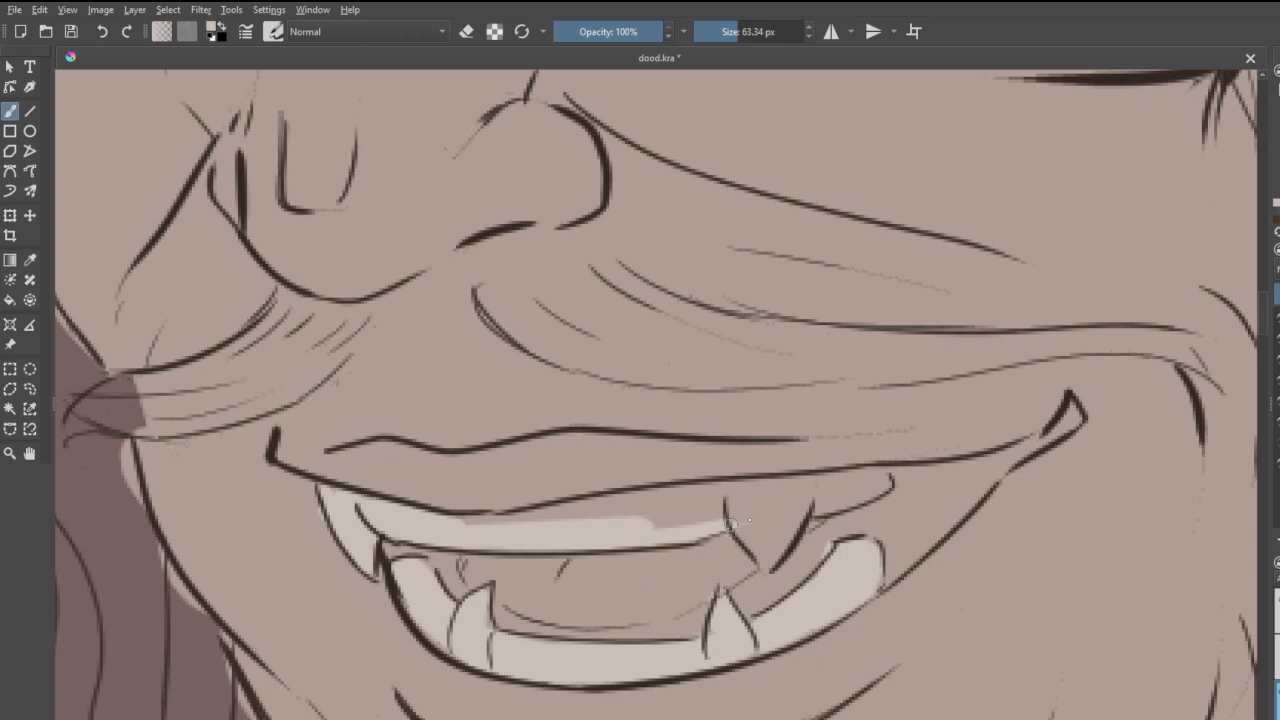 File Edit View Image Layer Select Filter Tools Settings Window Help
Normal Opacity: 100% Size: 63.34 px
dood.kra *